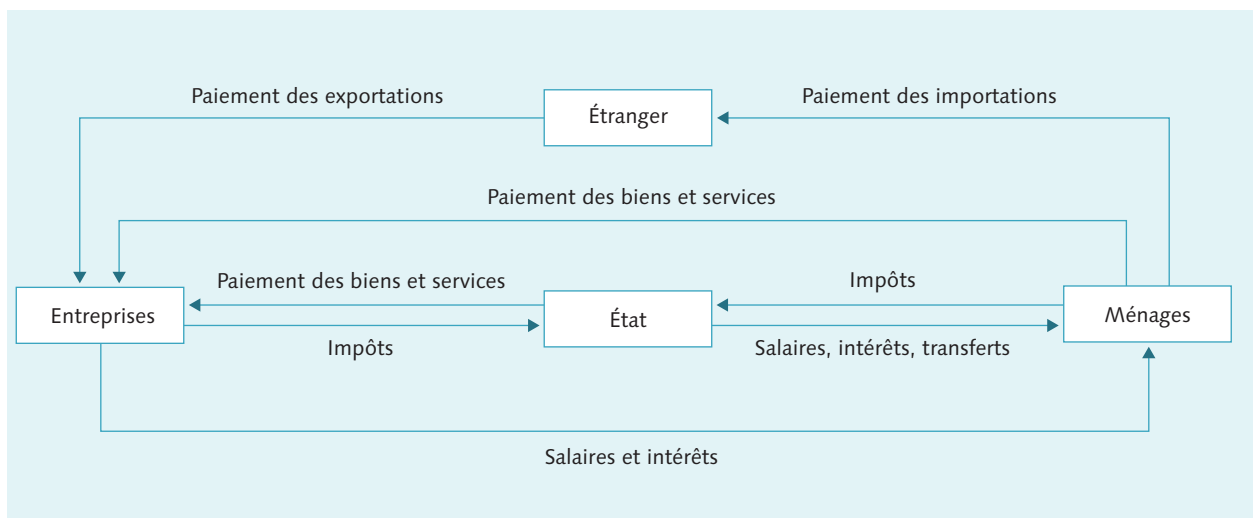 Paiement des exportations
Étranger
Paiement des importations
Paiement des biens et services
Paiement des biens et services
Impôts
Entreprises
État
Ménages
Impôts
Salaires, intérêts, transferts
Salaires et intérêts